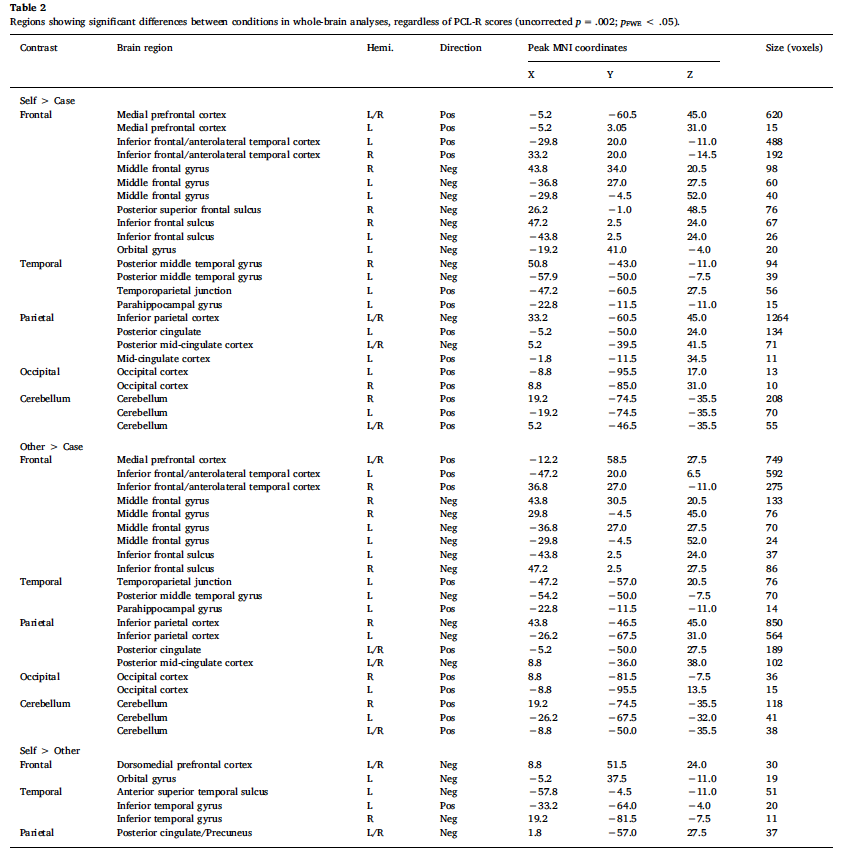 Table 2
Regions showing significant differences between conditions in whole-brain analyses, regardless of PCL-R scores (uncorrected p = .002; pFWE < .05).
Contrast Brain region Hemi. Direction Peak MNI coordinates Size (voxels)
X Y Z
Self > Case
Frontal Medial prefrontal cortex L/R Pos −5.2 −60.5 45.0 620
Medial prefrontal cortex L Pos −5.2 3.05 31.0 15
Inferior frontal/anterolateral temporal cortex L Pos −29.8 20.0 −11.0 488
Inferior frontal/anterolateral temporal cortex R Pos 33.2 20.0 −14.5 192
Middle frontal gyrus R Neg 43.8 34.0 20.5 98
Middle frontal gyrus L Neg −36.8 27.0 27.5 60
Middle frontal gyrus L Neg −29.8 −4.5 52.0 40
Posterior superior frontal sulcus R Neg 26.2 −1.0 48.5 76
Inferior frontal sulcus R Neg 47.2 2.5 24.0 67
Inferior frontal sulcus L Neg −43.8 2.5 24.0 26
Orbital gyrus L Neg −19.2 41.0 −4.0 20
Temporal Posterior middle temporal gyrus R Neg 50.8 −43.0 −11.0 94
Posterior middle temporal gyrus L Neg −57.9 −50.0 −7.5 39
Temporoparietal junction L Pos −47.2 −60.5 27.5 56
Parahippocampal gyrus L Pos −22.8 −11.5 −11.0 15
Parietal Inferior parietal cortex L/R Neg 33.2 −60.5 45.0 1264
Posterior cingulate L Pos −5.2 −50.0 24.0 134
Posterior mid-cingulate cortex L/R Neg 5.2 −39.5 41.5 71
Mid-cingulate cortex L Pos −1.8 −11.5 34.5 11
Occipital Occipital cortex L Pos −8.8 −95.5 17.0 13
Occipital cortex R Pos 8.8 −85.0 31.0 10
Cerebellum Cerebellum R Pos 19.2 −74.5 −35.5 208
Cerebellum L Pos −19.2 −74.5 −35.5 70
Cerebellum L/R Pos 5.2 −46.5 −35.5 55
Other > Case
Frontal Medial prefrontal cortex L/R Pos −12.2 58.5 27.5 749
Inferior frontal/anterolateral temporal cortex L Pos −47.2 20.0 6.5 592
Inferior frontal/anterolateral temporal cortex R Pos 36.8 27.0 −11.0 275
Middle frontal gyrus R Neg 43.8 30.5 20.5 133
Middle frontal gyrus R Neg 29.8 −4.5 45.0 76
Middle frontal gyrus L Neg −36.8 27.0 27.5 70
Middle frontal gyrus L Neg −29.8 −4.5 52.0 24
Inferior frontal sulcus L Neg −43.8 2.5 24.0 37
Inferior frontal sulcus R Neg 47.2 2.5 27.5 86
Temporal Temporoparietal junction L Pos −47.2 −57.0 20.5 76
Posterior middle temporal gyrus L Neg −54.2 −50.0 −7.5 70
Parahippocampal gyrus L Pos −22.8 −11.5 −11.0 14
Parietal Inferior parietal cortex R Neg 43.8 −46.5 45.0 850
Inferior parietal cortex L Neg −26.2 −67.5 31.0 564
Posterior cingulate L/R Pos −5.2 −50.0 27.5 189
Posterior mid-cingulate cortex L/R Neg 8.8 −36.0 38.0 102
Occipital Occipital cortex R Pos 8.8 −81.5 −7.5 36
Occipital cortex L Pos −8.8 −95.5 13.5 15
Cerebellum Cerebellum R Pos 19.2 −74.5 −35.5 118
Cerebellum L Pos −26.2 −67.5 −32.0 41
Cerebellum L/R Pos −8.8 −50.0 −35.5 38
Self > Other
Frontal Dorsomedial prefrontal cortex L/R Neg 8.8 51.5 24.0 30
Orbital gyrus L Neg −5.2 37.5 −11.0 19
Temporal Anterior superior temporal sulcus L Neg −57.8 −4.5 −11.0 51
Inferior temporal gyrus L Pos −33.2 −64.0 −4.0 20
Inferior temporal gyrus R Neg 19.2 −81.5 −7.5 11
Parietal Posterior cingulate/Precuneus L/R Neg 1.8 −57.0 27.5 37